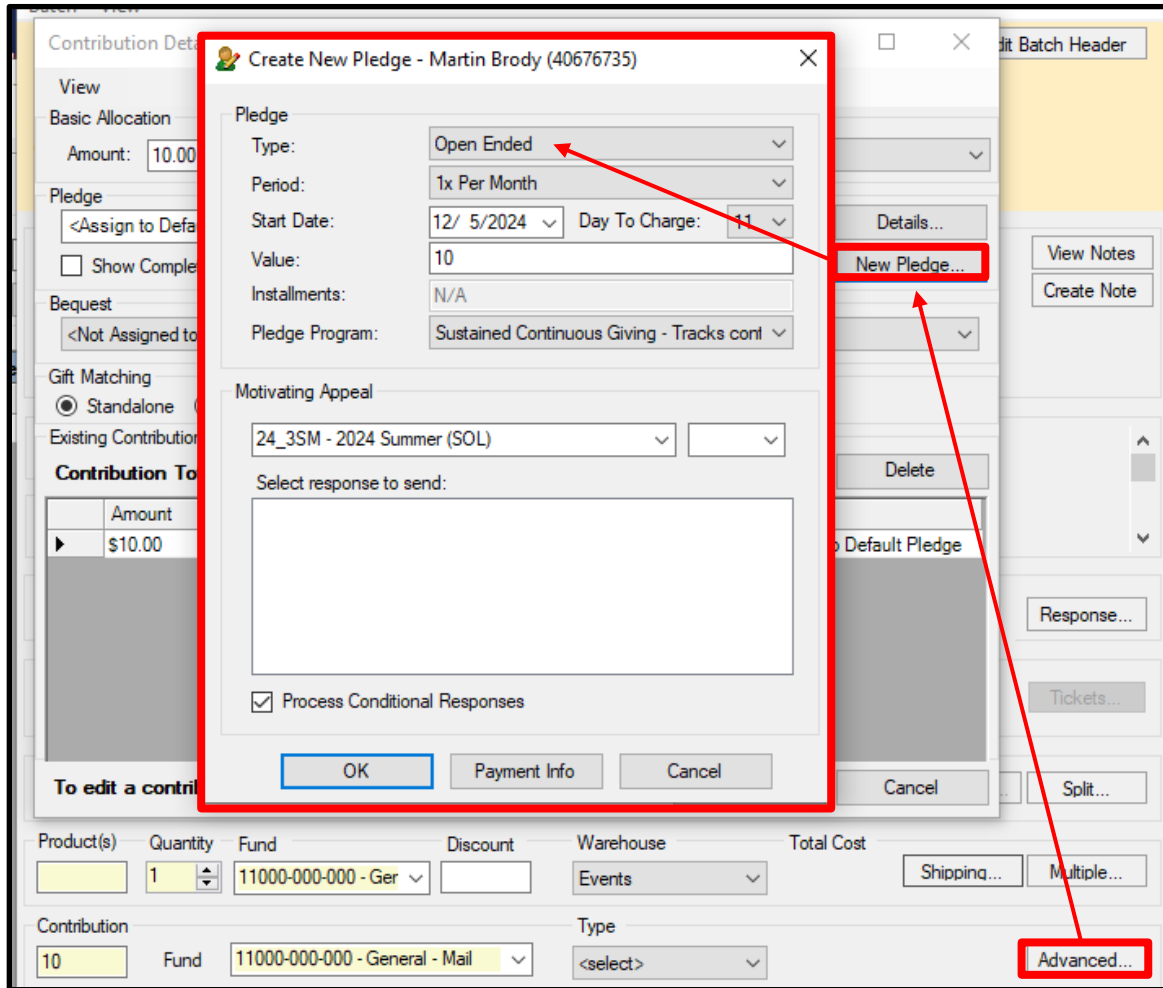 Batch View
Contribution Deta
dit Batch Header
View
Basic Allocation
Amount: 10.00
Pledge
<Assign to Defau
Show Complet
Details...
New Pledge...
View Notes
Create Note
Bequest
<Not Assigned to
Gift Matching
Standalone
Existing Contribution
Contribution To
Delete
Amount
$10.00
o Default Pledge
Response...
Tickets...
To edit a contrib
Cancel
Split...
Create New Pledge - Martin Brody (40676735)
Pledge
Type: Open Ended
Period: 1x Per Month
Start Date: 12/ 5/2024 Day To Charge: 11
Value: 10
Installments: N/A
Pledge Program: Sustained Continuous Giving - Tracks cont
Motivating Appeal
24_3SM - 2024 Summer (SOL)
Select response to send:
Process Conditional Responses
OK Payment Info Cancel
Product(s) Quantity Fund Discount Warehouse Total Cost
1 11000-000-000 - Ger Events Shipping... Multiple...
Contribution Type
10 Fund 11000-000-000 - General - Mail <select> Advanced...